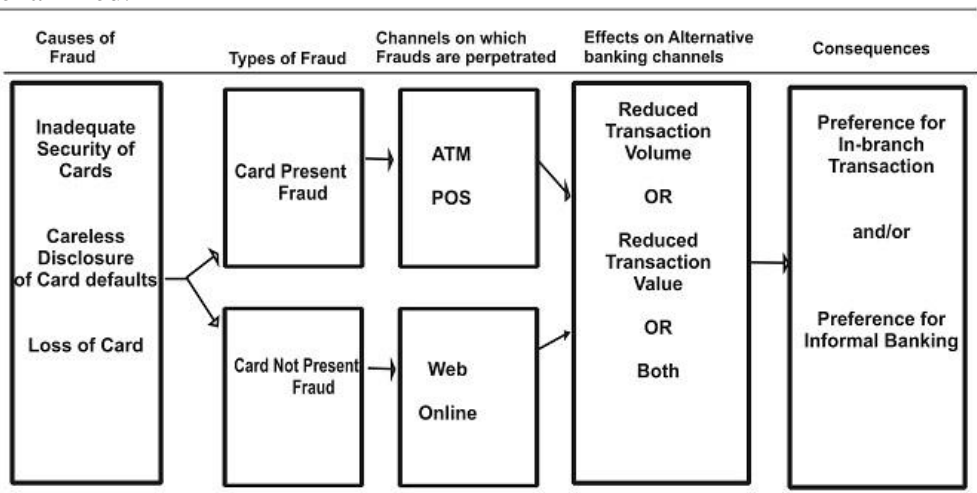 Causes of
Fraud
Types of Fraud
Channels on which
Frauds are perpetrated
Effects on Alternative
banking channels
Consequences
Inadequate
Security of
Cards
Careless
Disclosure
of Card defaults
Loss of Card
Card Present
Fraud
Card Not Present
Fraud
ATM
POS
Web
Online
Reduced
Transaction
Volume
OR
Reduced
Transaction
Value
OR
Both
Preference for
In-branch
Transaction
and/or
Preference for
Informal Banking